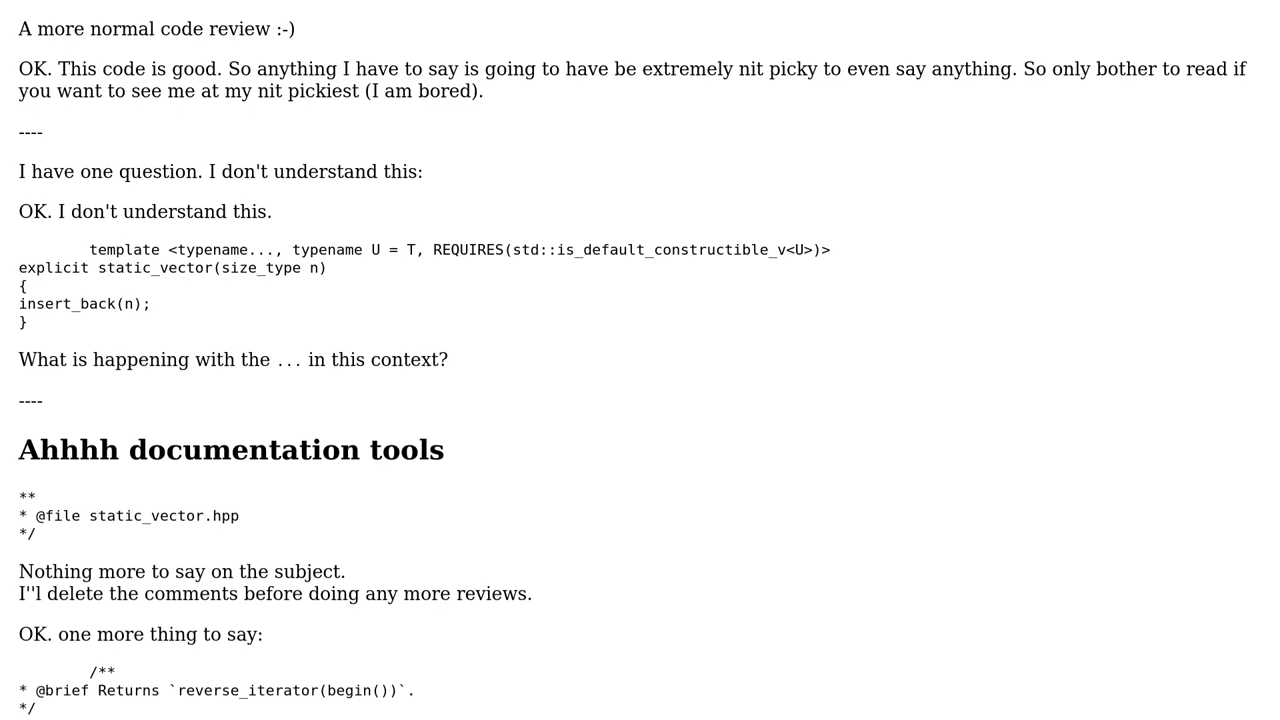 A more normal code review :-)
OK. This code is good. So anything I have to say is going to have be extremely nit picky to even say anything. So only bother to read if
you want to see me at my nit pickiest (I am bored).
----
I have one question. I don't understand this:
OK. I don't understand this.
template <typename..., typename U = T, REQUIRES(std::is_default_constructible_v<U>)>
explicit static_vector(size_type n)
{
insert_back(n);
}
What is happening with the ... in this context?
----
Ahhhh documentation tools
**
* @file static_vector.hpp
*/
Nothing more to say on the subject.
I''l delete the comments before doing any more reviews.
OK. one more thing to say:
/**
* @brief Returns `reverse_iterator(begin())`.
*/